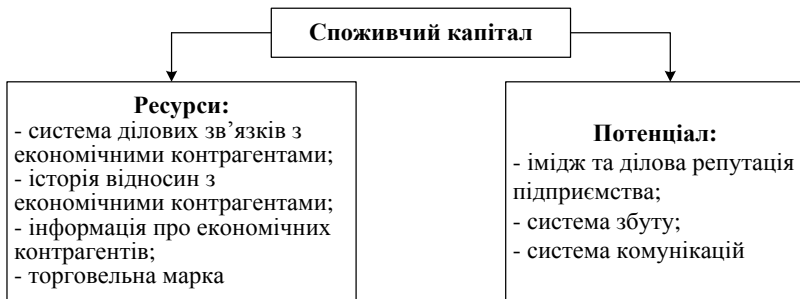 Споживчий капітал
Ресурси:
- система ділових зв’язків з
економічними контрагентами;
- історія відносин з
економічними контрагентами;
- інформація про економічних
контрагентів;
- торговельна марка
Потенціал:
- імідж та ділова репутація
підприємства;
- система збуту;
- система комунікацій